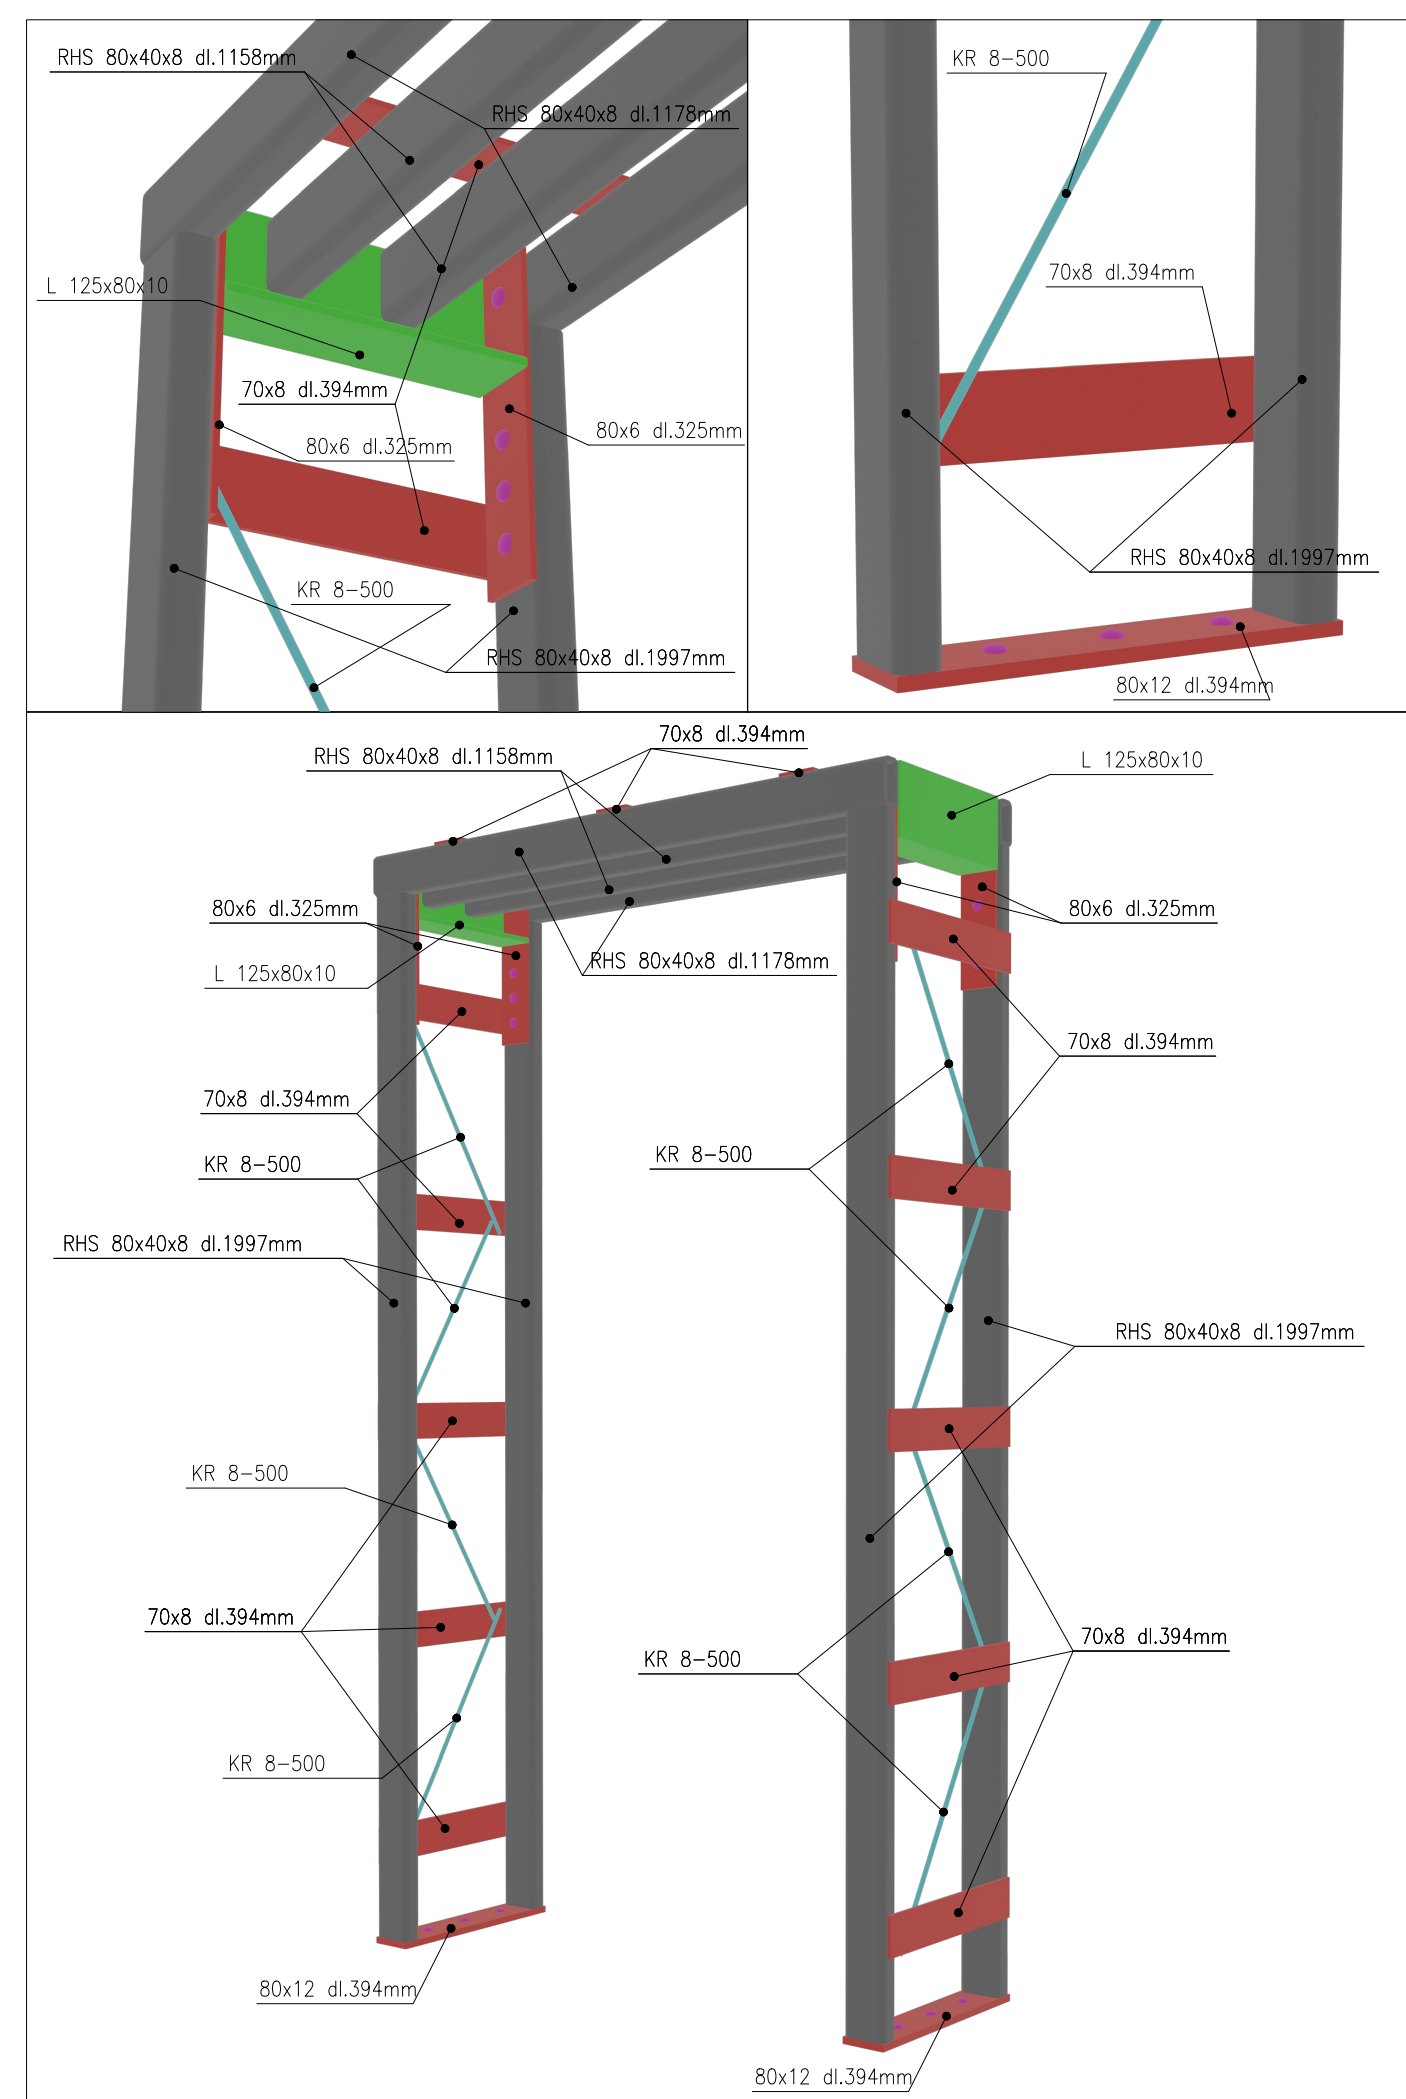 RHS 80x40x8 dl.1158mm
RHS 80x40x8 dl.1178mm
L 125x80x10
70x8 dl.394mm
80x6 dl.325mm
80x6 dl.325mm
KR 8-500
RHS 80x40x8 dl.1997mm
KR 8-500
70x8 dl.394mm
RHS 80x40x8 dl.1997mm
80x12 dl.394mm
70x8 dl.394mm
RHS 80x40x8 dl.1158mm
L 125x80x10
80x6 dl.325mm
80x6 dl.325mm
RHS 80x40x8 dl.1178mm
L 125x80x10
70x8 dl.394mm
70x8 dl.394mm
KR 8-500
KR 8-500
RHS 80x40x8 dl.1997mm
RHS 80x40x8 dl.1997mm
KR 8-500
70x8 dl.394mm
70x8 dl.394mm
KR 8-500
KR 8-500
80x12 dl.394mm
80x12 dl.394mm